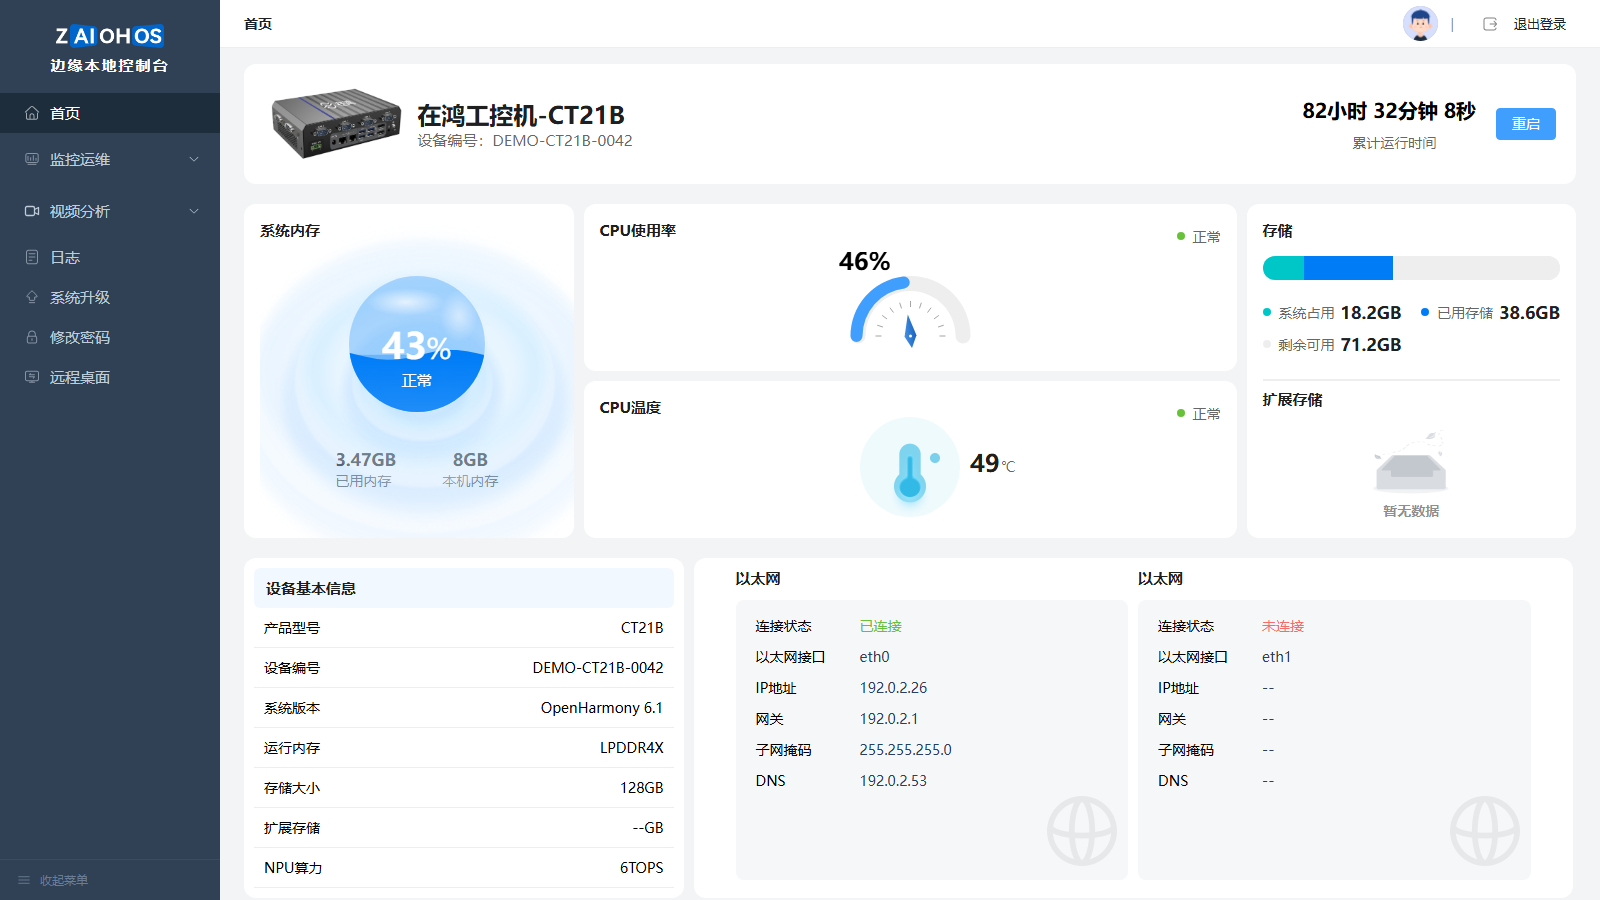 ZAIOHOS
边缘本地控制台
首页
监控运维
视频分析
日志
系统升级
修改密码
远程桌面
收起菜单
首页
退出登录
在鸿工控机-CT21B
设备编号：DEMO-CT21B-0042
82小时 32分钟 8秒
累计运行时间
重启
系统内存
43%
正常
3.47GB
已用内存
8GB
本机内存
CPU使用率
正常
46%
CPU温度
正常
49℃
存储
系统占用 18.2GB
已用存储 38.6GB
剩余可用 71.2GB
扩展存储
暂无数据
设备基本信息
产品型号 CT21B
设备编号 DEMO-CT21B-0042
系统版本 OpenHarmony 6.1
运行内存 LPDDR4X
存储大小 128GB
扩展存储 --GB
NPU算力 6TOPS
以太网
连接状态 已连接
以太网接口 eth0
IP地址 192.0.2.26
网关 192.0.2.1
子网掩码 255.255.255.0
DNS 192.0.2.53
以太网
连接状态 未连接
以太网接口 eth1
IP地址 --
网关 --
子网掩码 --
DNS --